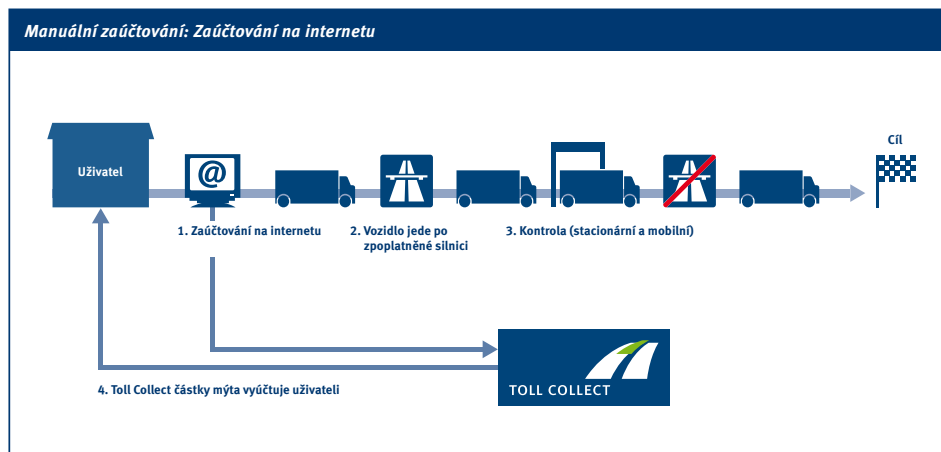 Manuální zaúčtování: Zaúčtování na internetu
Cíl
Uživatel
@
1. Zaúčtování na internetu
2. Vozidlo jede po
zpoplatněné silnici
3. Kontrola (stacionární a mobilní)
TOLL COLLECT
4. Toll Collect částky mýta vyúčtuje uživateli